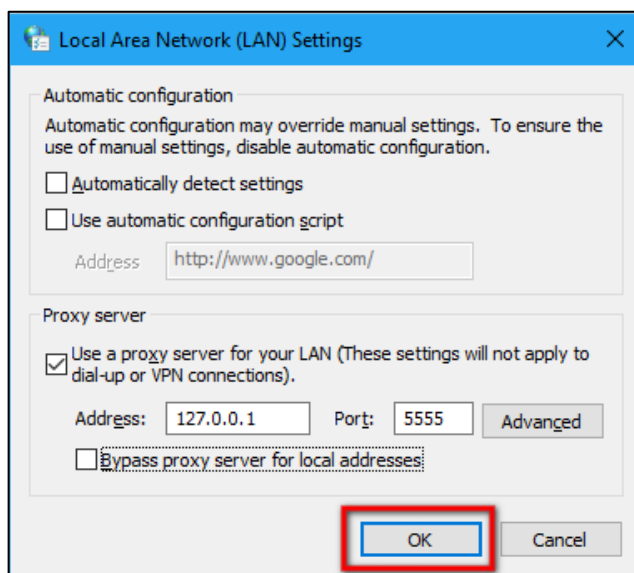 Local Area Network (LAN) Settings
Automatic configuration
Automatic configuration may override manual settings. To ensure the
use of manual settings, disable automatic configuration.
Automatically detect settings
Use automatic configuration script
Address http://www.google.com/
Proxy server
Use a proxy server for your LAN (These settings will not apply to
dial-up or VPN connections).
Address: 127.0.0.1 Port: 5555 Advanced
Bypass proxy server for local addresses
OK Cancel